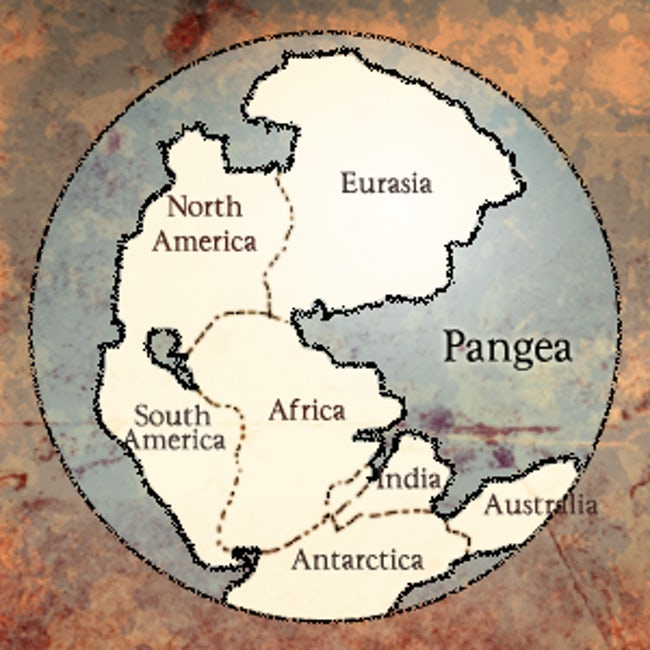 Eurasia
North
America
Pangea
Africa
South
America
India
Australia
Antarctica